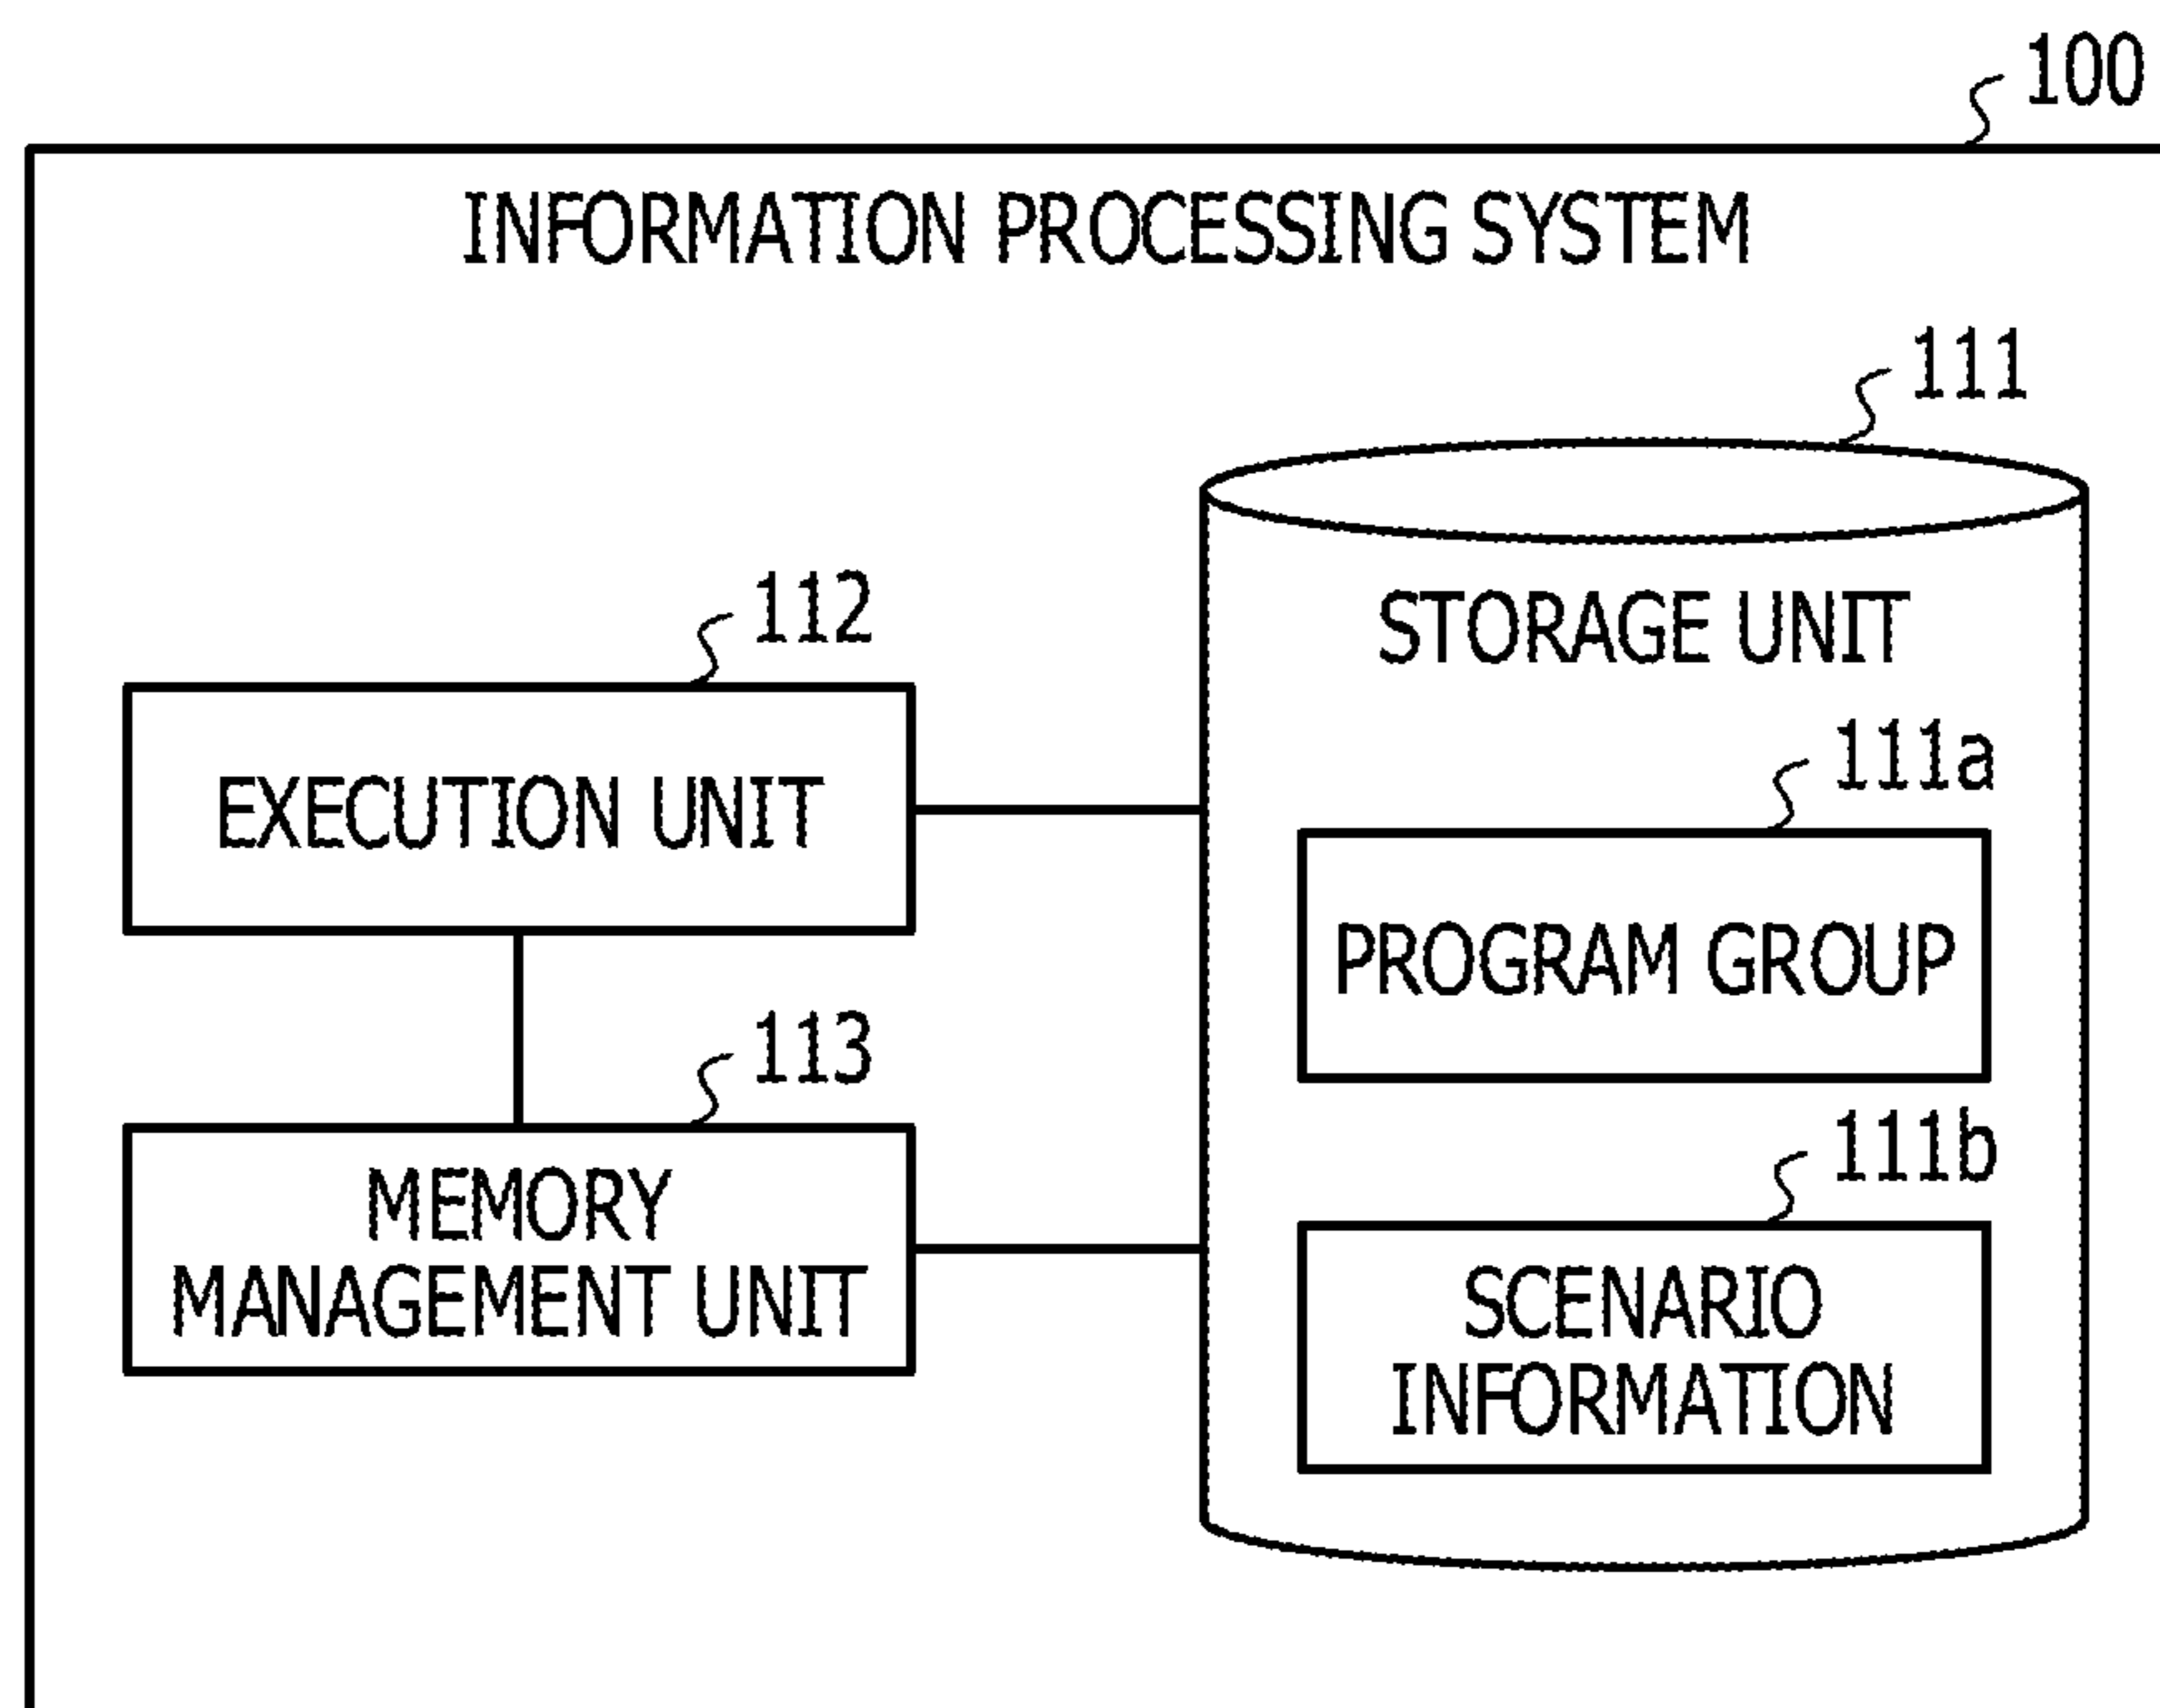 100
INFORMATION PROCESSING SYSTEM
111
112
STORAGE UNIT
111a
EXECUTION UNIT
PROGRAM GROUP
113
111b
MEMORY
MANAGEMENT UNIT
SCENARIO
INFORMATION